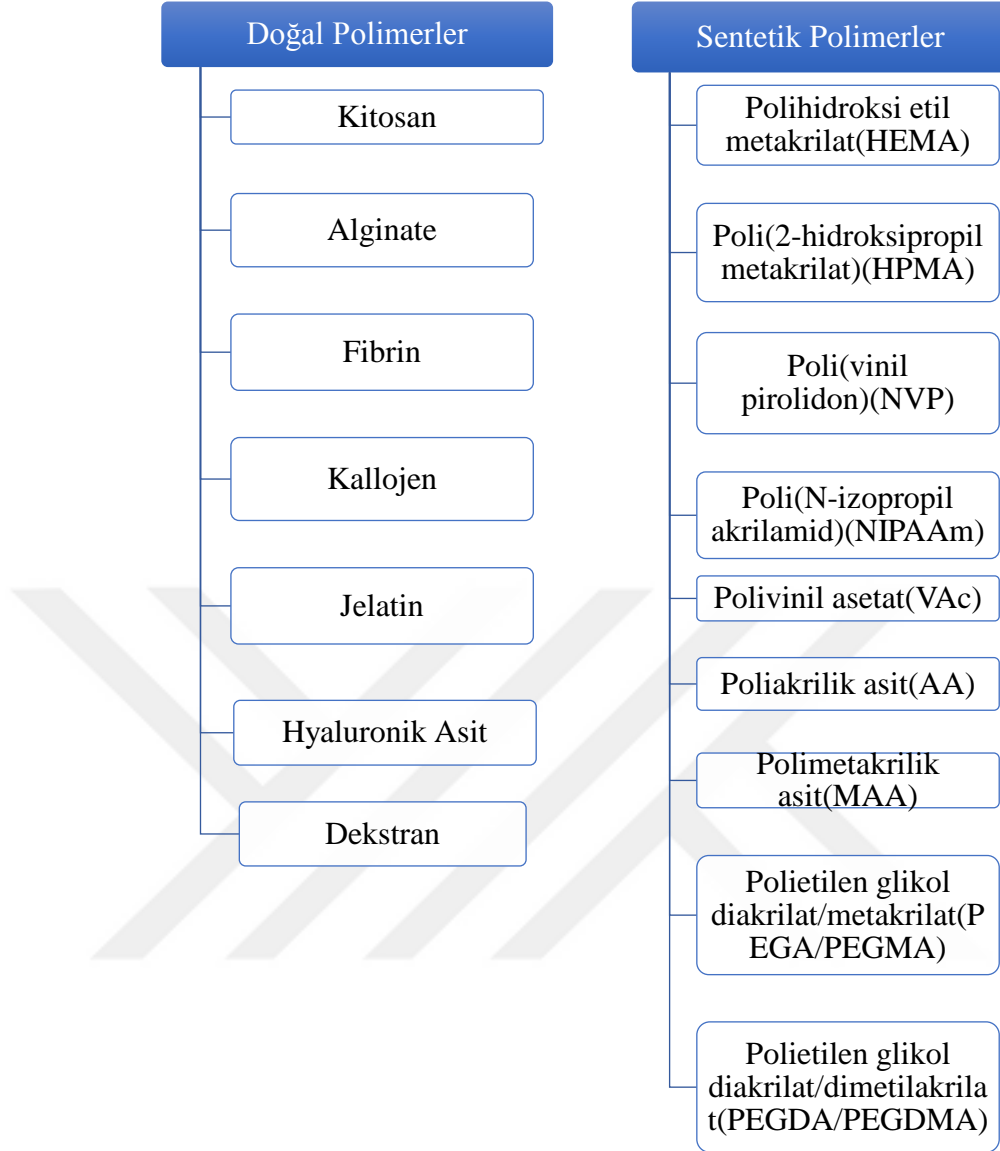 Doğal Polimerler
Kitosan
Alginate
Fibrin
Kallojen
Jelatin
Hyaluronik Asit
Dekstran
Sentetik Polimerler
Polihidroksi etil
metakrilat(HEMA)
Poli(2-hidroksipropil
metakrilat)(HPMA)
Poli(vinil
pirolidon)(NVP)
Poli(N-izopropil
akrilamid)(NIPAAm)
Polivinil asetat(VAc)
Poliakrilik asit(AA)
Polimetakrilik
asit(MAA)
Polietilen glikol
diakrilat/metakrilat(P
EGA/PEGMA)
Polietilen glikol
diakrilat/dimetilakrila
t(PEGDA/PEGDMA)